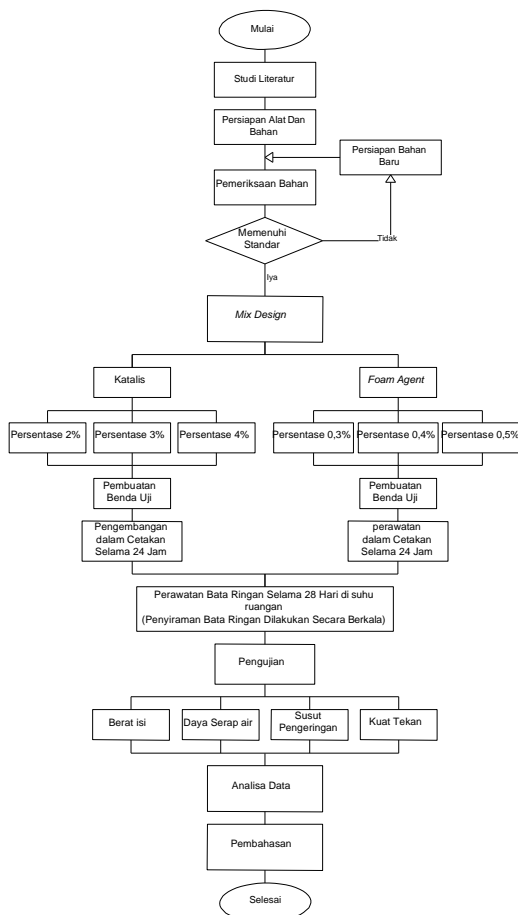 Mulai
Studi Literatur
Persiapan Alat Dan
Bahan
Persiapan Bahan
Baru
Pemeriksaan Bahan
Memenuhi
Standar
Tidak
Iya
Mix Design
Katalis
Foam Agent
Persentase 2%
Persentase 3%
Persentase 4%
Persentase 0,3%
Persentase 0,4%
Persentase 0,5%
Pembuatan
Benda Uji
Pembuatan
Benda Uji
Pengembangan
dalam Cetakan
Selama 24 Jam
perawatan
dalam Cetakan
Selama 24 Jam
Perawatan Bata Ringan Selama 28 Hari di suhu
ruangan
(Penyiraman Bata Ringan Dilakukan Secara Berkala)
Pengujian
Berat isi
Daya Serap air
Susut
Pengeringan
Kuat Tekan
Analisa Data
Pembahasan
Selesai